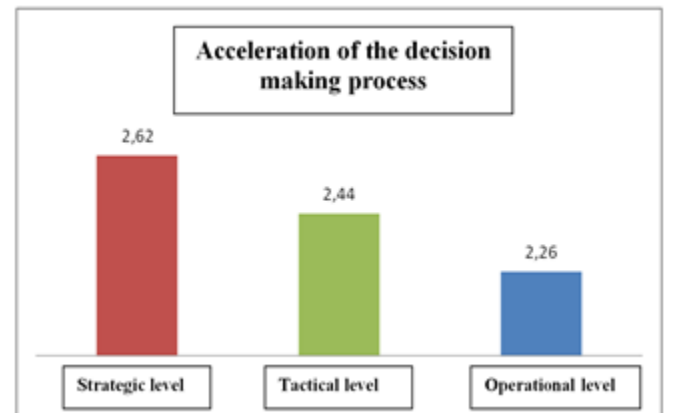 Acceleration of the decision
making process
2,62
2,44
2,26
Strategic level
Tactical level
Operational level